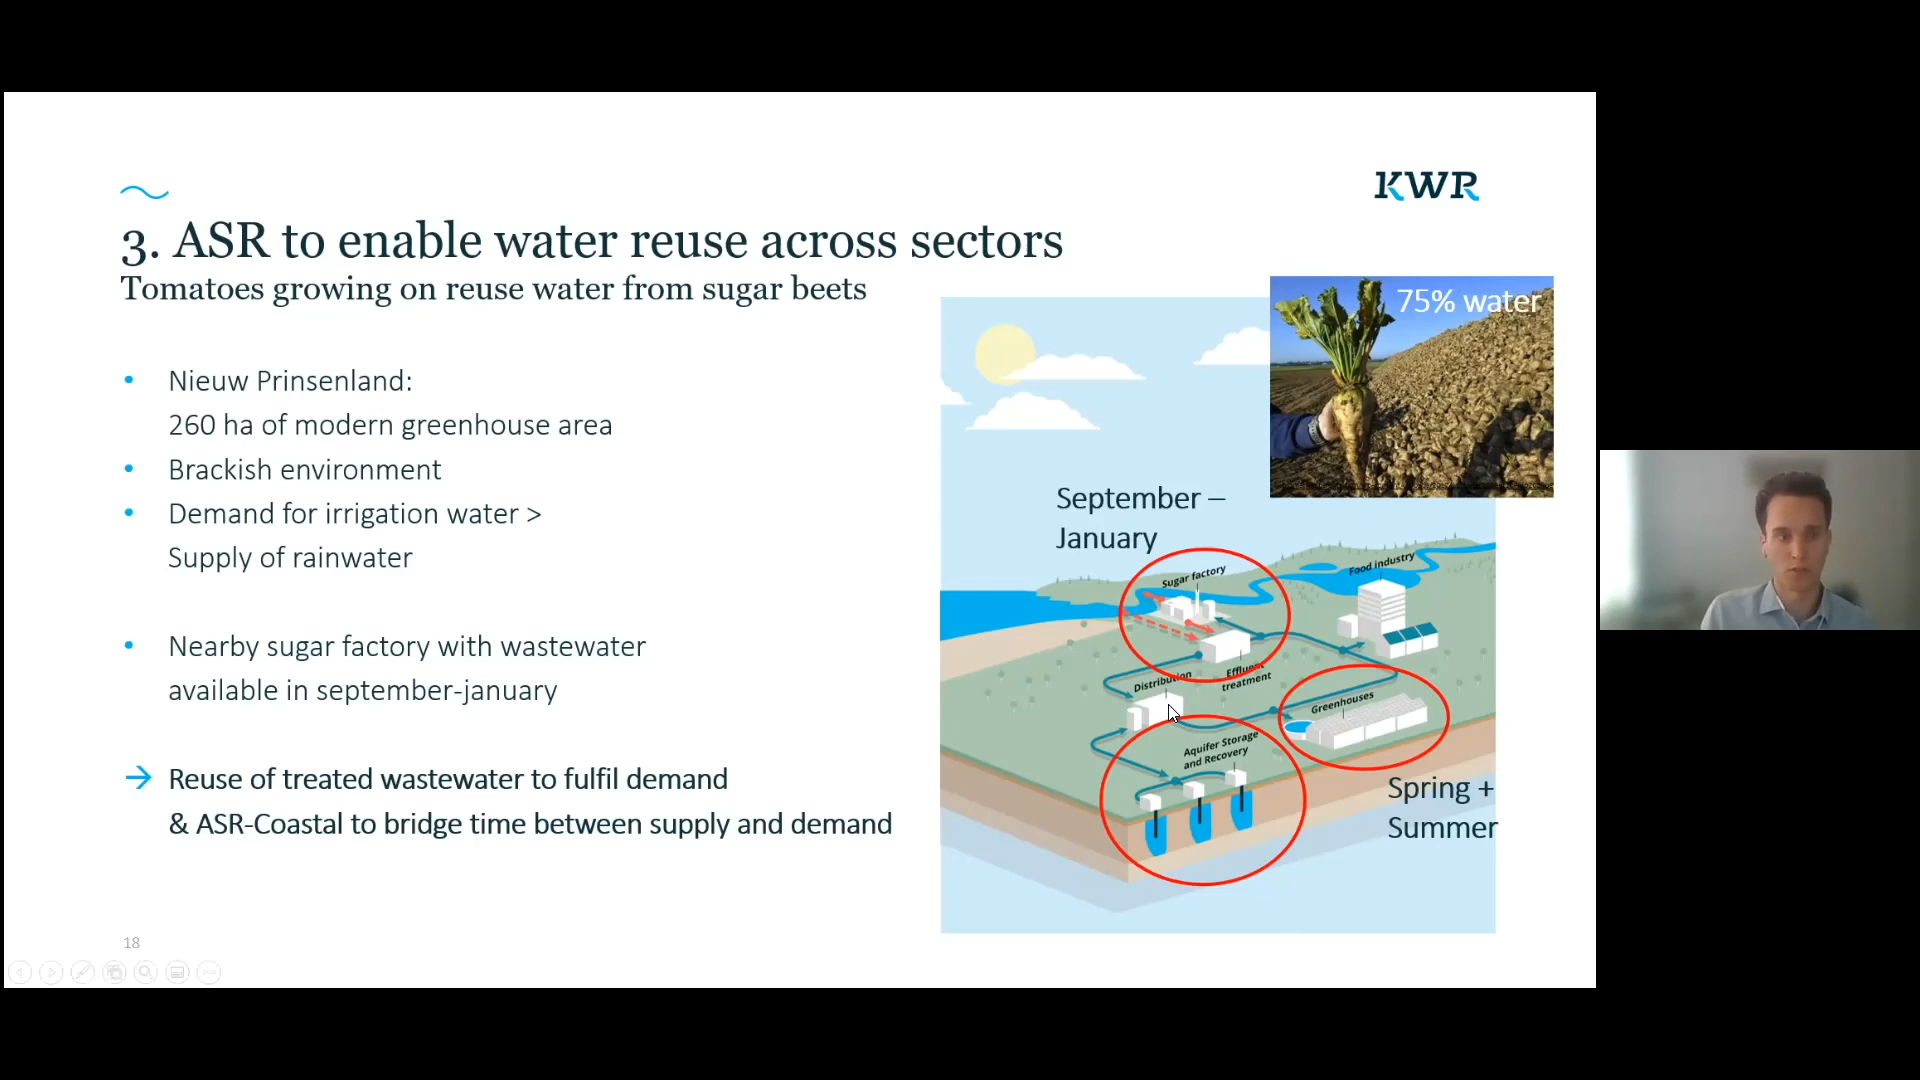 KWR
3. ASR to enable water reuse across sectors
Tomatoes growing on reuse water from sugar beets
75% water
• Nieuw Prinsenland:
260 ha of modern greenhouse area
• Brackish environment
• Demand for irrigation water >
Supply of rainwater
• Nearby sugar factory with wastewater
available in september-january
→ Reuse of treated wastewater to fulfil demand
& ASR-Coastal to bridge time between supply and demand
September –
January
Sugar factory
Food industry
Effluent
treatment
Distribution
Greenhouses
Aquifer Storage
and Recovery
Spring +
Summer
18